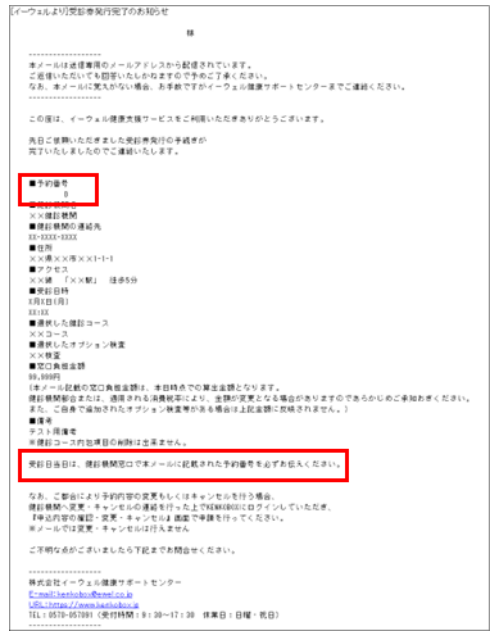 [イーウェルより]受診券発行完了のお知らせ
様
------------------
本メールは送信専用のメールアドレスから配信されています。
ご返信いただいても回答いたしかねますので予めご了承ください。
なお、本メールに覚えがない場合、お手数ですがイーウェル健康サポートセンターまでご連絡ください。
------------------
この度は、イーウェル健康支援サービスをご利用いただきありがとうございます。
先日ご依頼いただきました受診券発行の手続きが
完了いたしましたのでご連絡いたします。
■予約番号
0
■健診機関名
××健診機関
■健診機関の連絡先
XX-XXXX-XXXX
■住所
××県××市××1-1-1
■アクセス
××線 「××駅」 徒歩5分
■受診日時
X月X日(月)
XX:XX
■選択した健診コース
××コース
■選択したオプション検査
××検査
■窓口負担金額
99,999円
(本メール記載の窓口負担金額は、本日時点での算出金額となります。
健診機関都合または、適用される消費税率により、金額が変更となる場合がありますのであらかじめご承知おきください。
また、ご自身で追加されたオプション検査等がある場合は上記金額に反映されません。)
■備考
テスト用備考
※健診コース内包項目の削除は出来ません。
受診日当日は、健診機関窓口で本メールに記載された予約番号を必ずお伝えください。
なお、ご都合により予約内容の変更もしくはキャンセルを行う場合、
健診機関へ変更・キャンセルの連絡を行った上でKENKOBOXにログインしていただき、
『申込内容の確認・変更・キャンセル』画面で申請を行ってください。
※メールでは変更・キャンセルは行えません
ご不明な点がございましたら下記までお問合せください。
------------------
株式会社イーウェル健康サポートセンター
E-mail:kenkobox@ewel.co.jp
URL:https://www.kenkobox.jp
TEL:0570-057091 (受付時間:9:30~17:30 休業日:日曜・祝日)
------------------